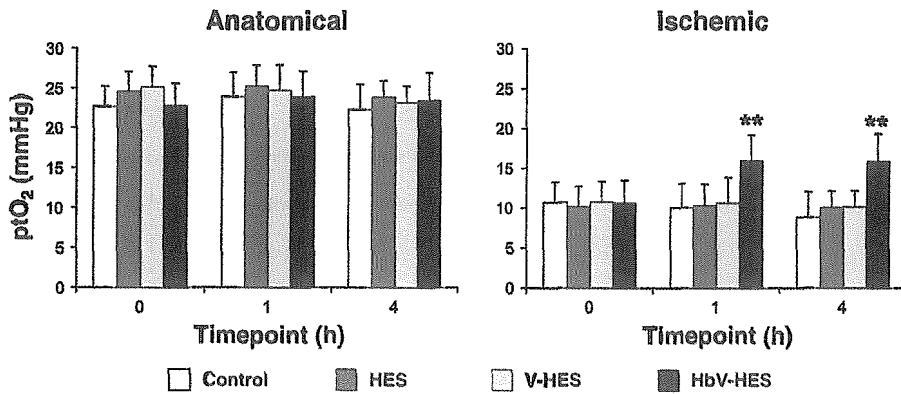 Anatomical
Ischemic
ptO₂ (mmHg)
30
25
20
15
10
5
0
0 1 4
Timepoint (h)
30
25
20
15
10
5
0
** **
0 1 4
Timepoint (h)
Control HES V-HES HbV-HES